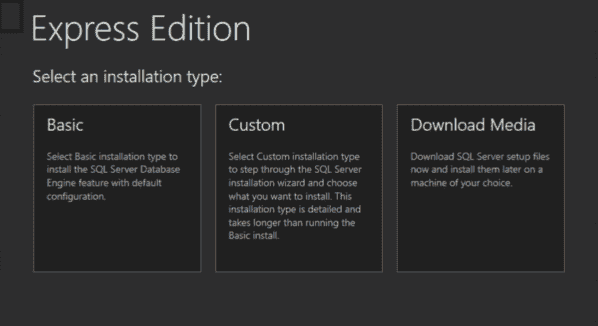 Express Edition
Select an installation type:
Basic
Select Basic installation type to
install the SQL Server Database
Engine feature with default
configuration.
Custom
Select Custom installation type
to step through the SQL Server
installation wizard and choose
what you want to install. This
installation type is detailed and
takes longer than running the
Basic install.
Download Media
Download SQL Server setup files
now and install them later on a
machine of your choice.